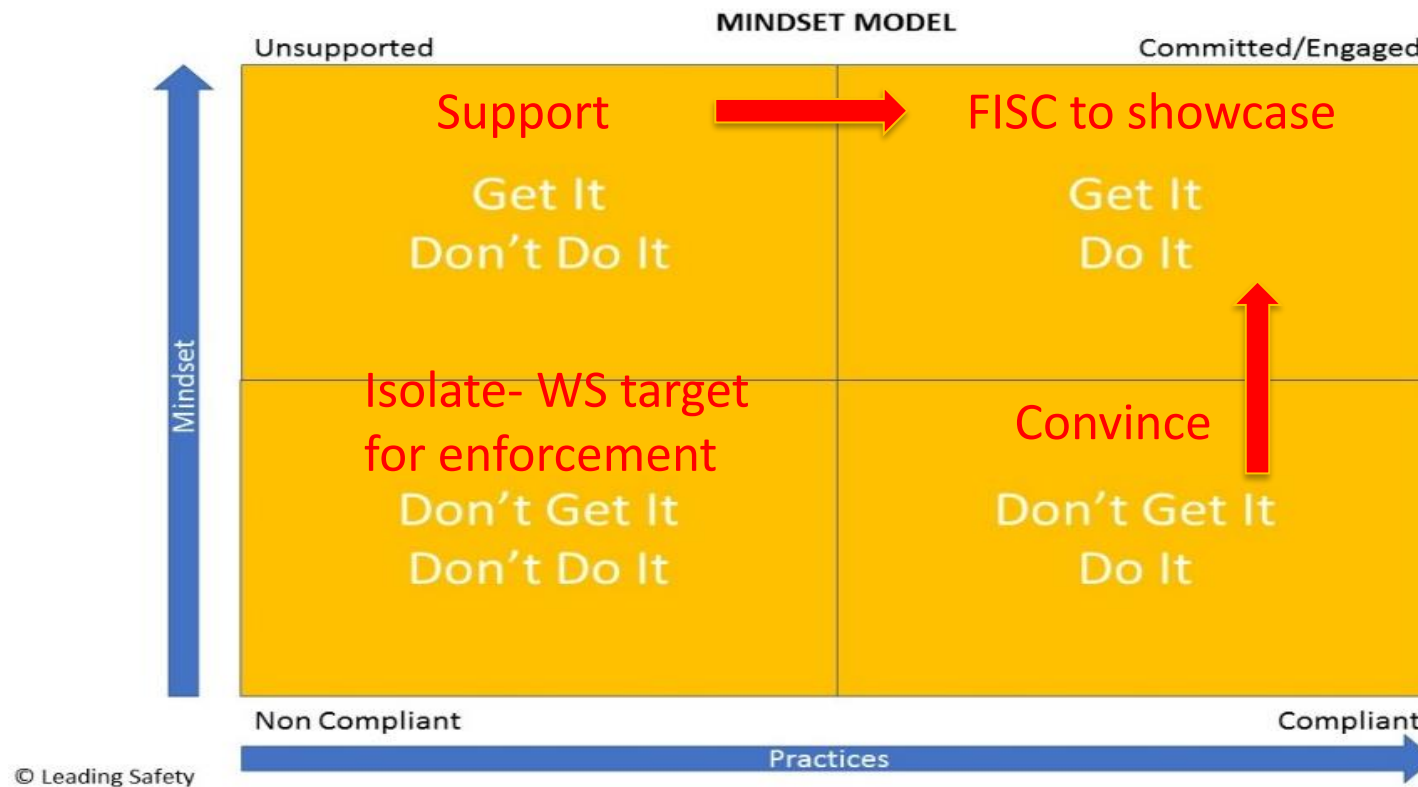 MINDSET MODEL
Unsupported
Committed/Engaged
Support
FISC to showcase
Get It
Don't Do It
Get It
Do It
Mindset
Isolate- WS target
for enforcement
Convince
Don't Get It
Don't Do It
Don't Get It
Do It
Non Compliant
Compliant
Practices
© Leading Safety